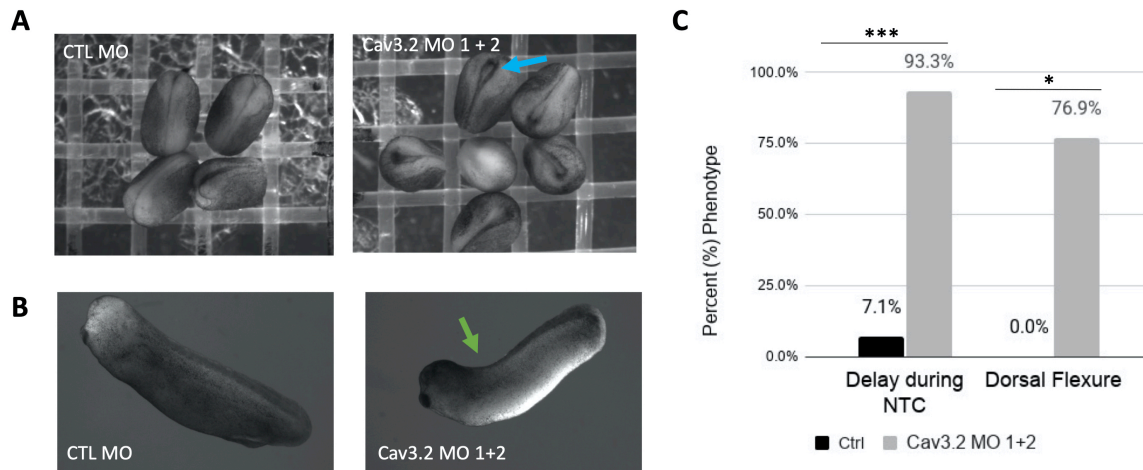 A
CTL MO
Cav3.2 MO 1 + 2
B
CTL MO
Cav3.2 MO 1+2
C
***
93.3%
100.0%
*
76.9%
75.0%
50.0%
25.0%
7.1%
0.0%
0.0%
Percent (%) Phenotype
Delay during
NTC
Dorsal Flexure
Ctrl
Cav3.2 MO 1+2